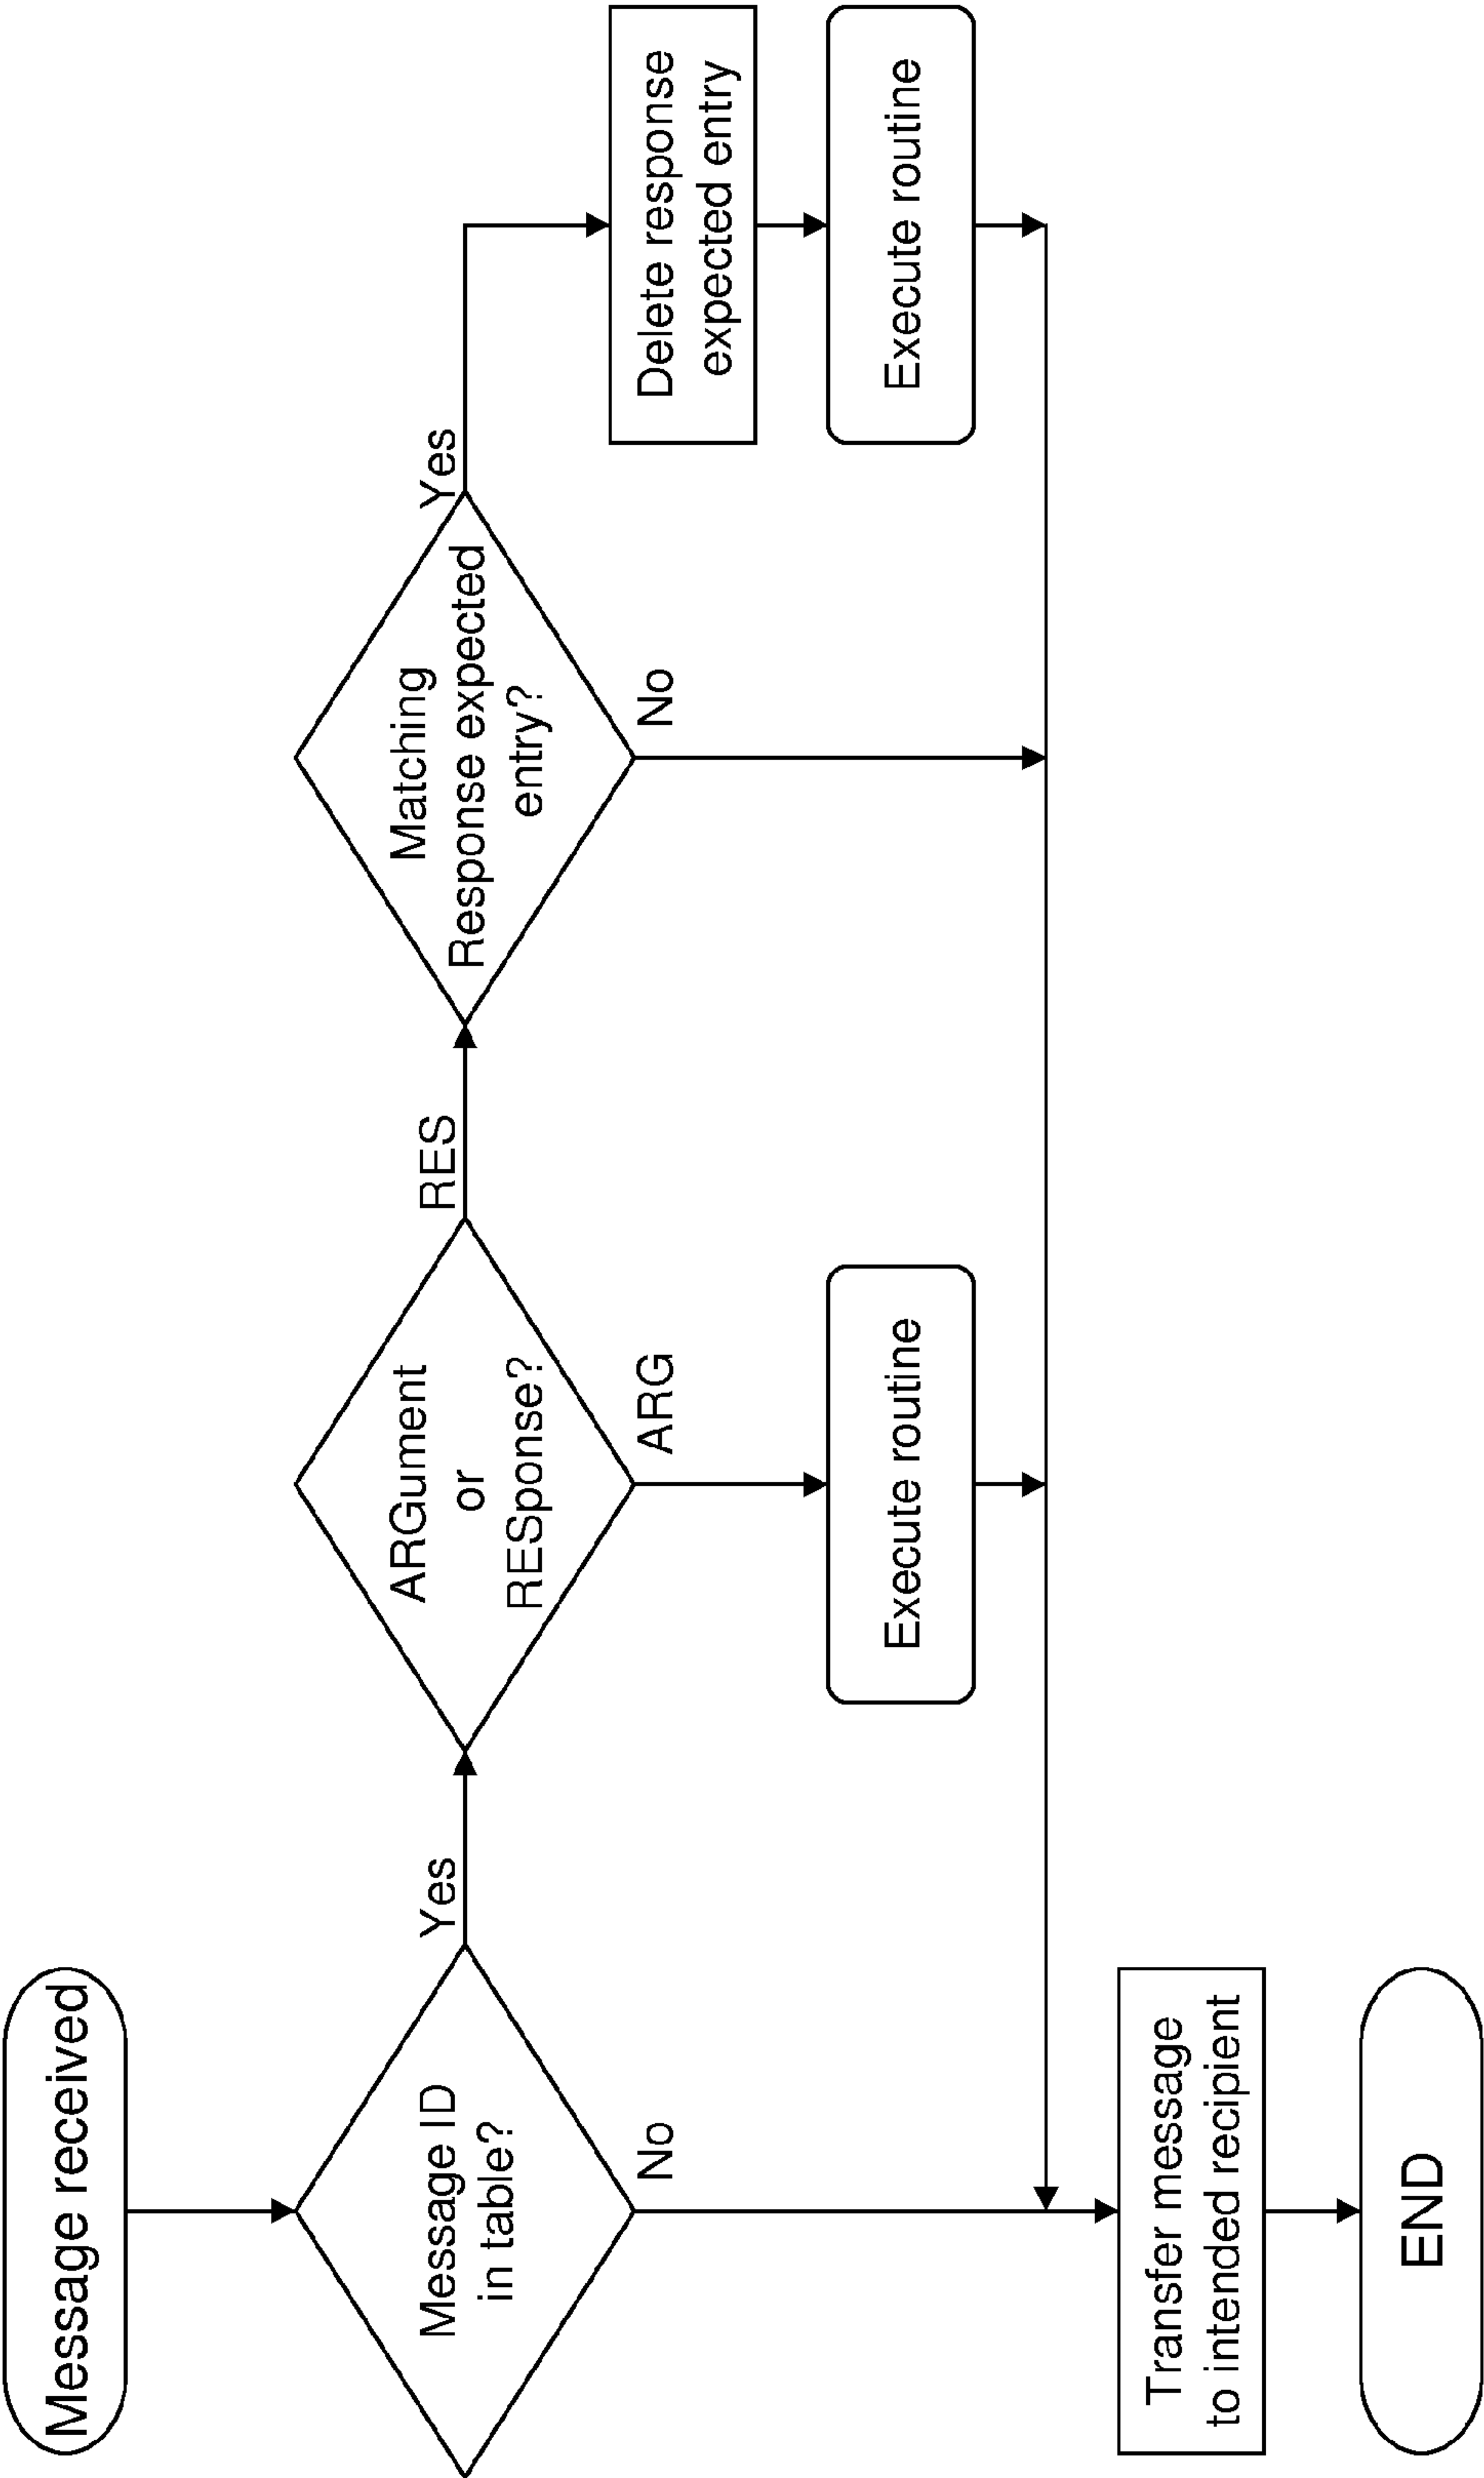 Message received
Message ID
in table?
Yes
No
ARGument
or
RESponse?
RES
ARG
Matching
Response expected
entry?
Yes
No
Delete response
expected entry
Execute routine
Execute routine
Transfer message
to intended recipient
END